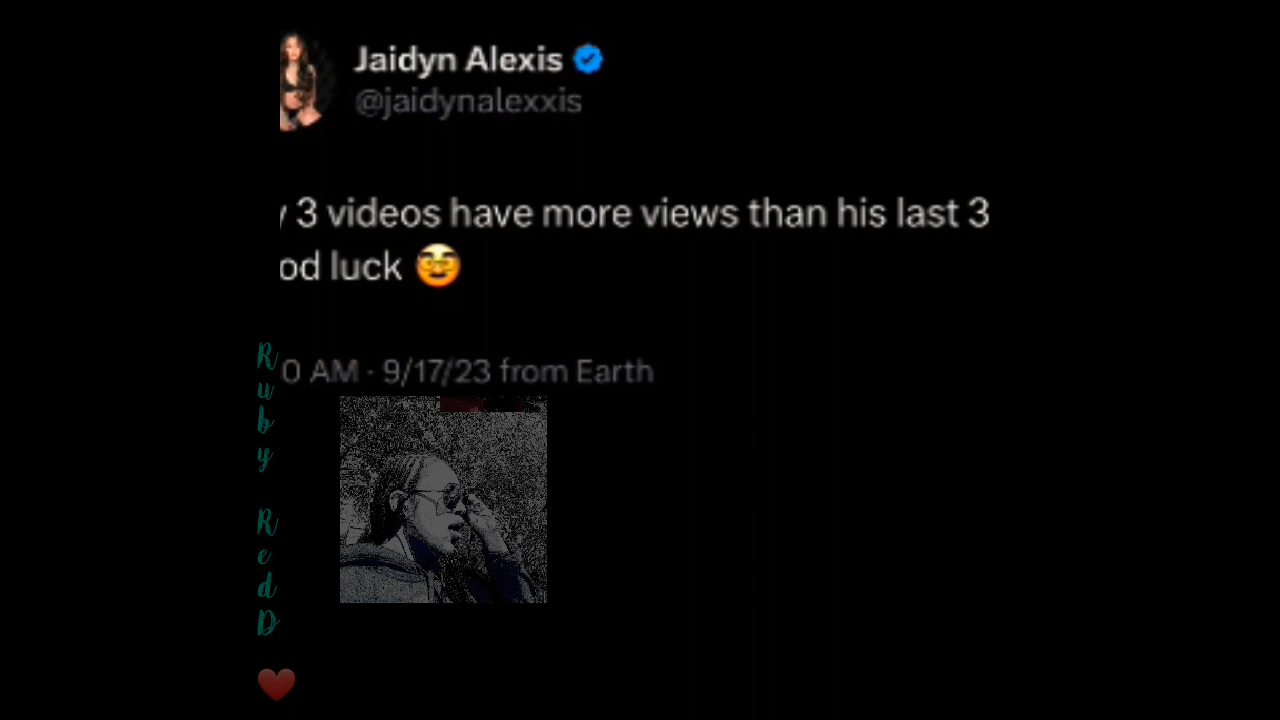 Jaidyn Alexis
@jaidynalexxis
3 videos have more views than his last 3
od luck
0 AM · 9/17/23 from Earth
Ruby RedD